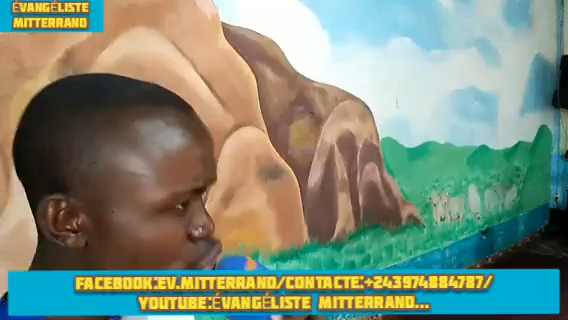 ÉVANGÉLISTE
MITTERRAND
FACEBOOK:EV.MITTERRAND/CONTACTE:+243974884787/
YOUTUBE:ÉVANGÉLISTE MITTERRAND...